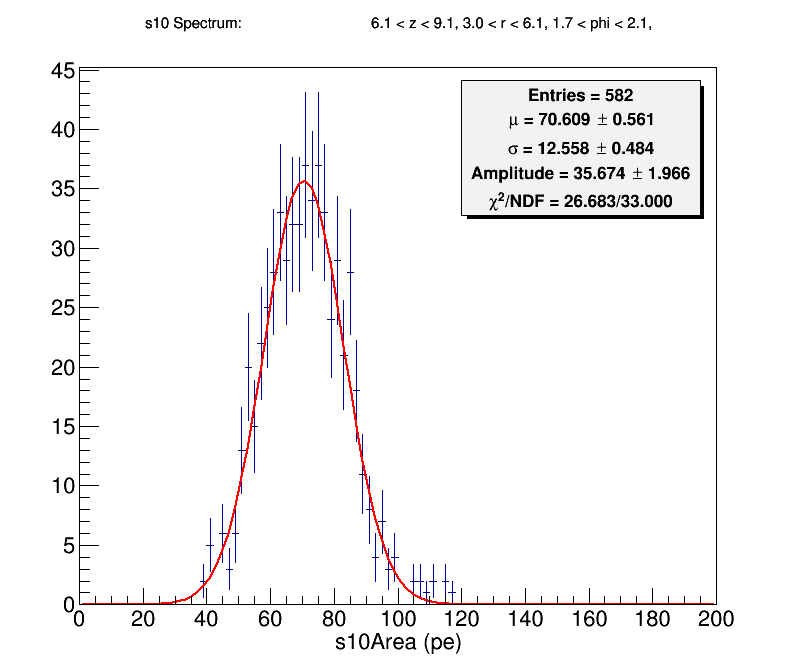 s10 Spectrum: 6.1 < z < 9.1, 3.0 < r < 6.1, 1.7 < phi < 2.1,
Entries = 582
μ = 70.609 ± 0.561
σ = 12.558 ± 0.484
Amplitude = 35.674 ± 1.966
χ²/NDF = 26.683/33.000
45
40
35
30
25
20
15
10
5
0
0 20 40 60 80 100 120 140 160 180 200
s10Area (pe)